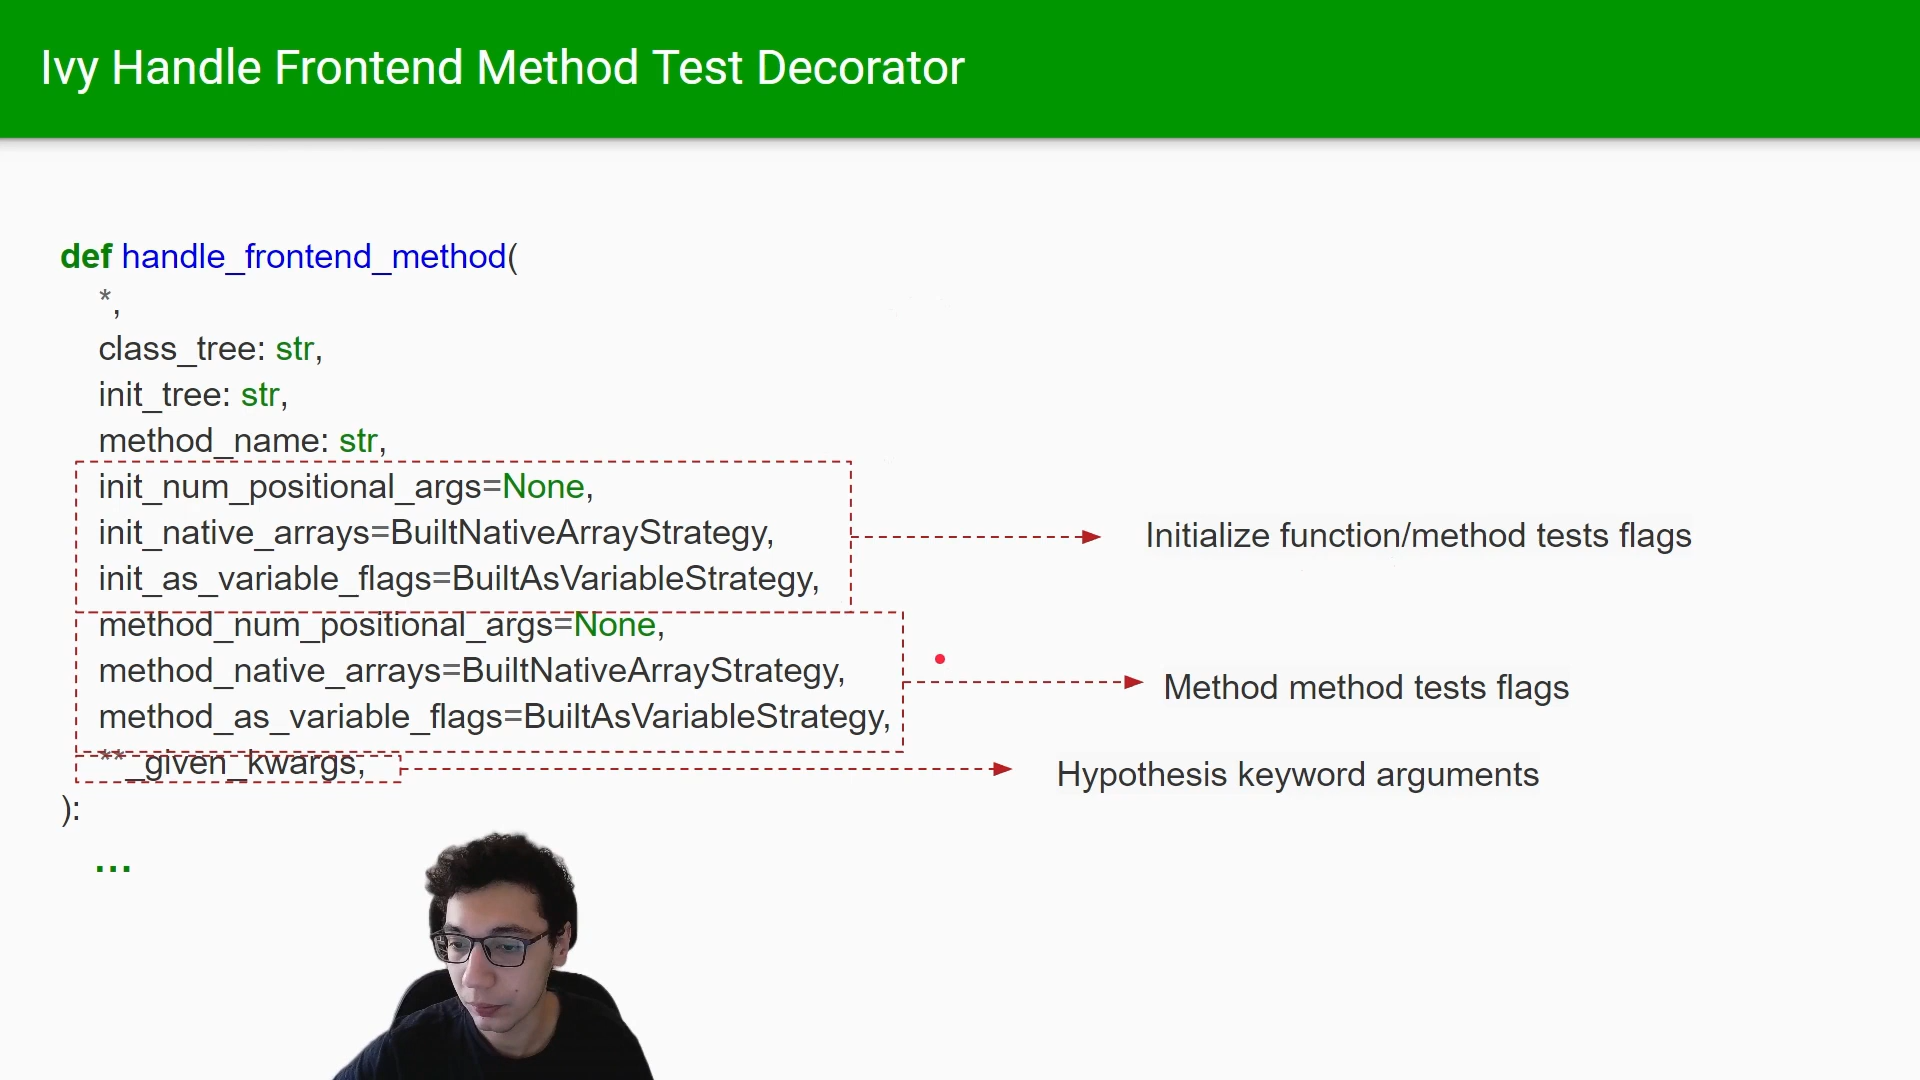 Ivy Handle Frontend Method Test Decorator
def handle_frontend_method(
*,
class_tree: str,
init_tree: str,
method_name: str,
init_num_positional_args=None,
init_native_arrays=BuiltNativeArrayStrategy,
init_as_variable_flags=BuiltAsVariableStrategy,
Initialize function/method tests flags
method_num_positional_args=None,
method_native_arrays=BuiltNativeArrayStrategy,
method_as_variable_flags=BuiltAsVariableStrategy,
Method method tests flags
**_given_kwargs,
Hypothesis keyword arguments
):
...